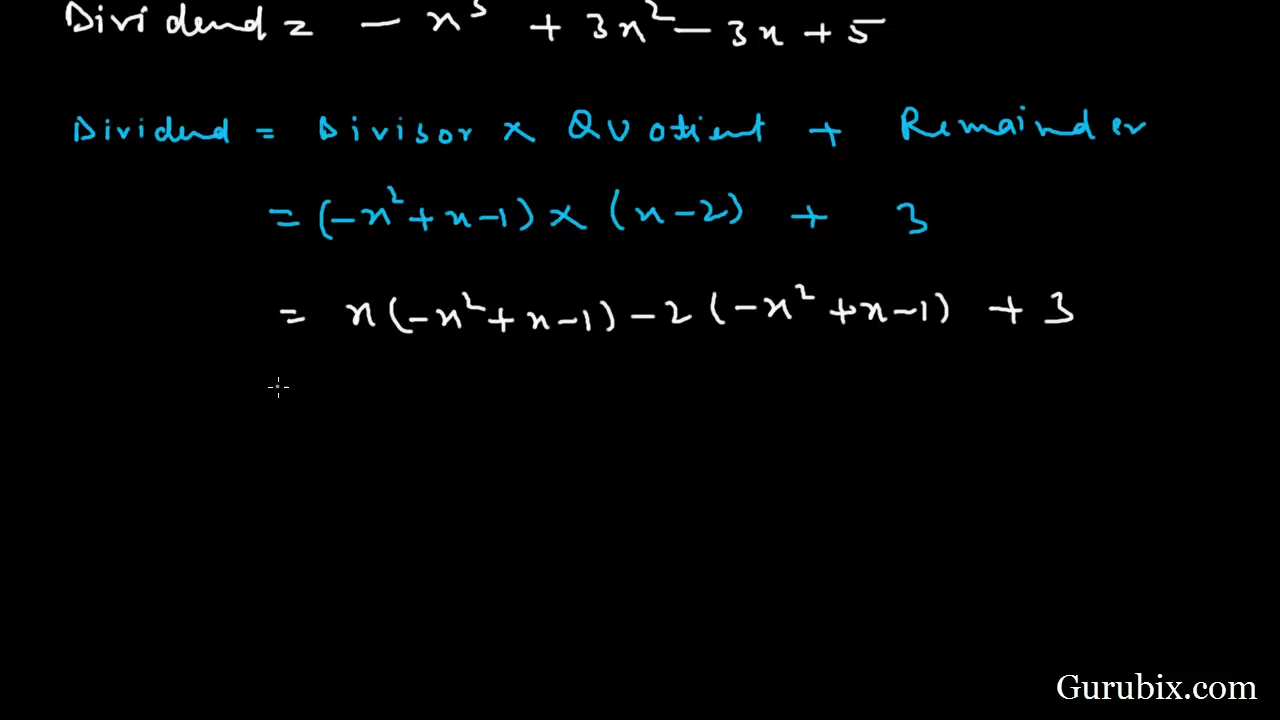 Dividend = - x³ + 3x² - 3x + 5
Dividend = Divisor × Quotient + Remainder
= (-x² + x - 1) × (x - 2) + 3
= x(-x² + x - 1) - 2(-x² + x - 1) + 3
Gurubix.com